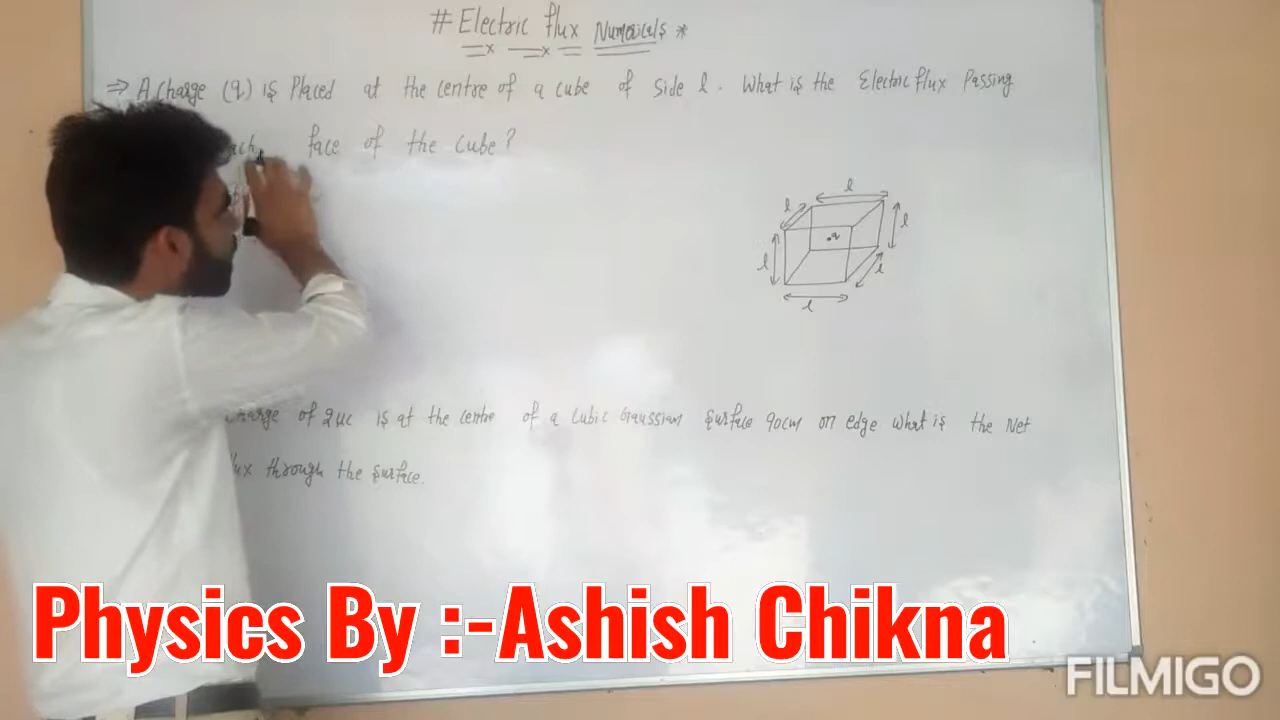 # Electric flux Numericals *
⇒ A charge (q) is Placed at the centre of a cube of side l. What is the Electric flux Passing
face of the cube?
l
l
l
q
l
l
l
charge of 2uc is at the centre of a cubic Gaussian surface 90cm on edge what is the Net
through the surface.
Physics By :-Ashish Chikna
FILMIGO